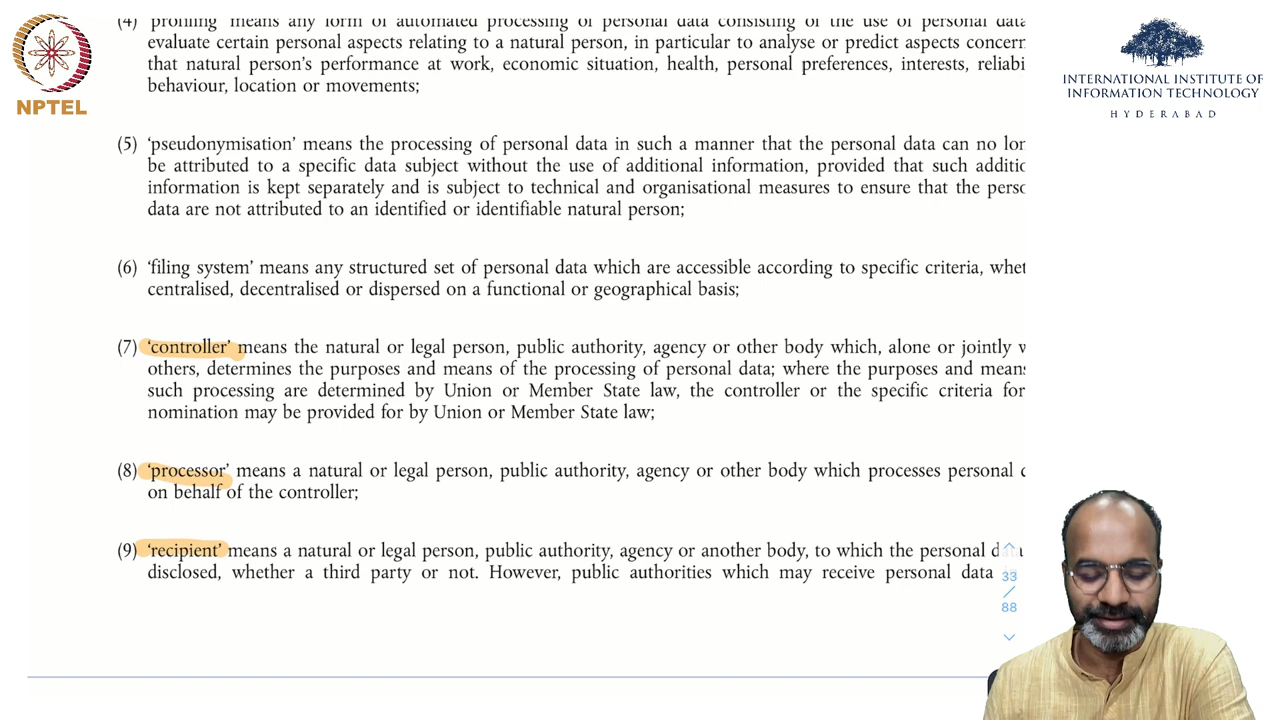 (4) 'profiling' means any form of automated processing of personal data consisting of the use of personal data
evaluate certain personal aspects relating to a natural person, in particular to analyse or predict aspects
that natural person's performance at work, economic situation, health, personal preferences, interests,
behaviour, location or movements;
(5) 'pseudonymisation' means the processing of personal data in such a manner that the personal data can no
be attributed to a specific data subject without the use of additional information, provided that such
information is kept separately and is subject to technical and organisational measures to ensure that the
data are not attributed to an identified or identifiable natural person;
(6) 'filing system' means any structured set of personal data which are accessible according to specific criteria,
centralised, decentralised or dispersed on a functional or geographical basis;
(7) 'controller' means the natural or legal person, public authority, agency or other body which, alone or jointly
others, determines the purposes and means of the processing of personal data; where the purposes and means
such processing are determined by Union or Member State law, the controller or the specific criteria for
nomination may be provided for by Union or Member State law;
(8) 'processor' means a natural or legal person, public authority, agency or other body which processes personal
on behalf of the controller;
(9) 'recipient' means a natural or legal person, public authority, agency or another body, to which the personal
disclosed, whether a third party or not. However, public authorities which may receive personal data
33
/
88
NPTEL
INTERNATIONAL INSTITUTE OF
INFORMATION TECHNOLOGY
HYDERABAD